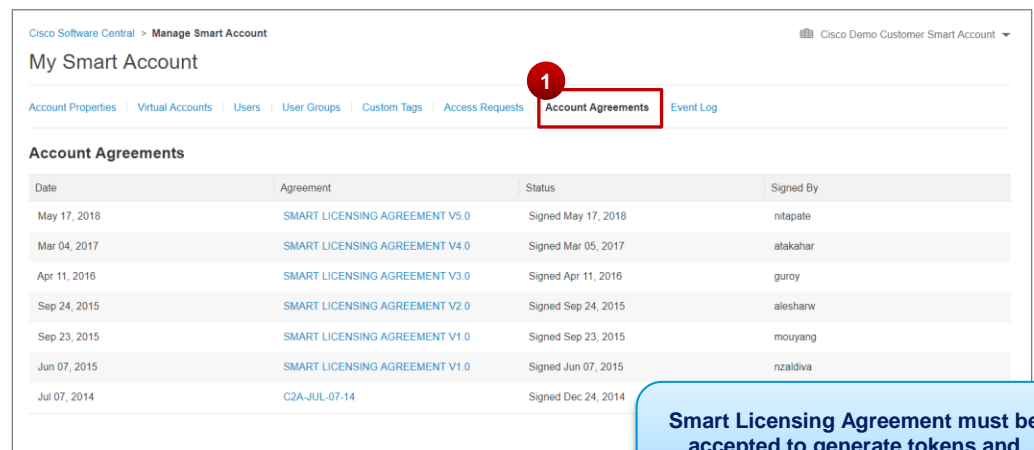 Cisco Software Central > Manage Smart Account
Cisco Demo Customer Smart Account
My Smart Account
1
Account Properties | Virtual Accounts | Users | User Groups | Custom Tags | Access Requests Account Agreements Event Log
Account Agreements
Date Agreement Status Signed By
May 17, 2018 SMART LICENSING AGREEMENT V5.0 Signed May 17, 2018 nitapate
Mar 04, 2017 SMART LICENSING AGREEMENT V4.0 Signed Mar 05, 2017 atakahar
Apr 11, 2016 SMART LICENSING AGREEMENT V3.0 Signed Apr 11, 2016 guroy
Sep 24, 2015 SMART LICENSING AGREEMENT V2.0 Signed Sep 24, 2015 alesharw
Sep 23, 2015 SMART LICENSING AGREEMENT V1.0 Signed Sep 23, 2015 mouyang
Jun 07, 2015 SMART LICENSING AGREEMENT V1.0 Signed Jun 07, 2015 nzaldiva
Jul 07, 2014 C2A-JUL-07-14 Signed Dec 24, 2014
Smart Licensing Agreement must be
accepted to generate tokens and